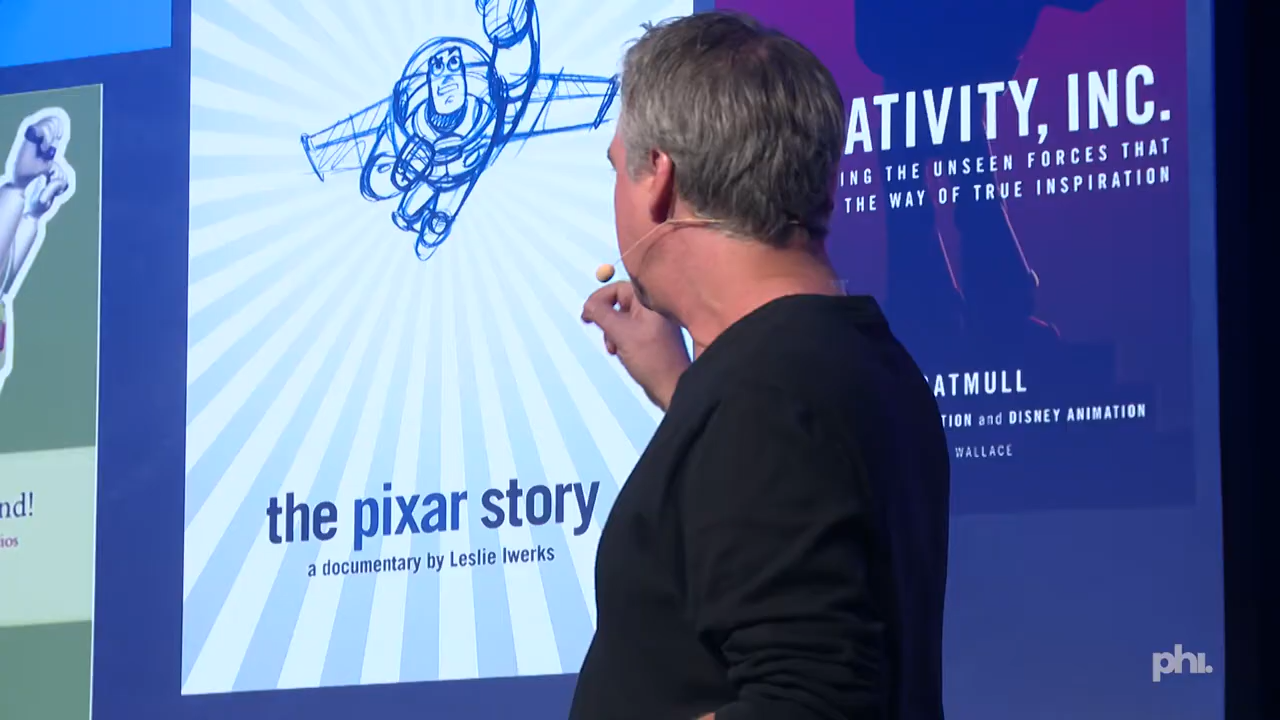 nd!
ios
the pixar story
a documentary by Leslie Iwerks
ATIVITY, INC.
ING THE UNSEEN FORCES THAT
THE WAY OF TRUE INSPIRATION
ATMULL
TION and DISNEY ANIMATION
WALLACE
phi.